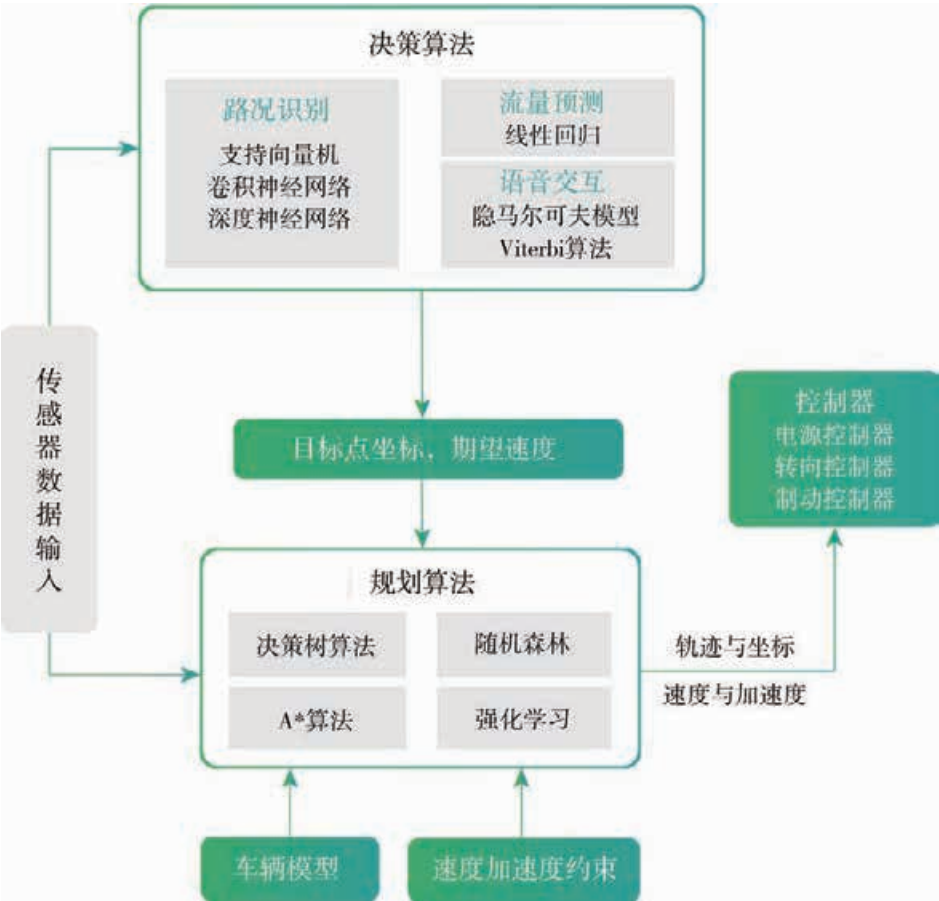 决策算法
路况识别
支持向量机
卷积神经网络
深度神经网络
流量预测
线性回归
语音交互
隐马尔可夫模型
Viterbi算法
传感器数据输入
目标点坐标，期望速度
控制器
电源控制器
转向控制器
制动控制器
规划算法
决策树算法
随机森林
A*算法
强化学习
轨迹与坐标
速度与加速度
车辆模型
速度加速度约束